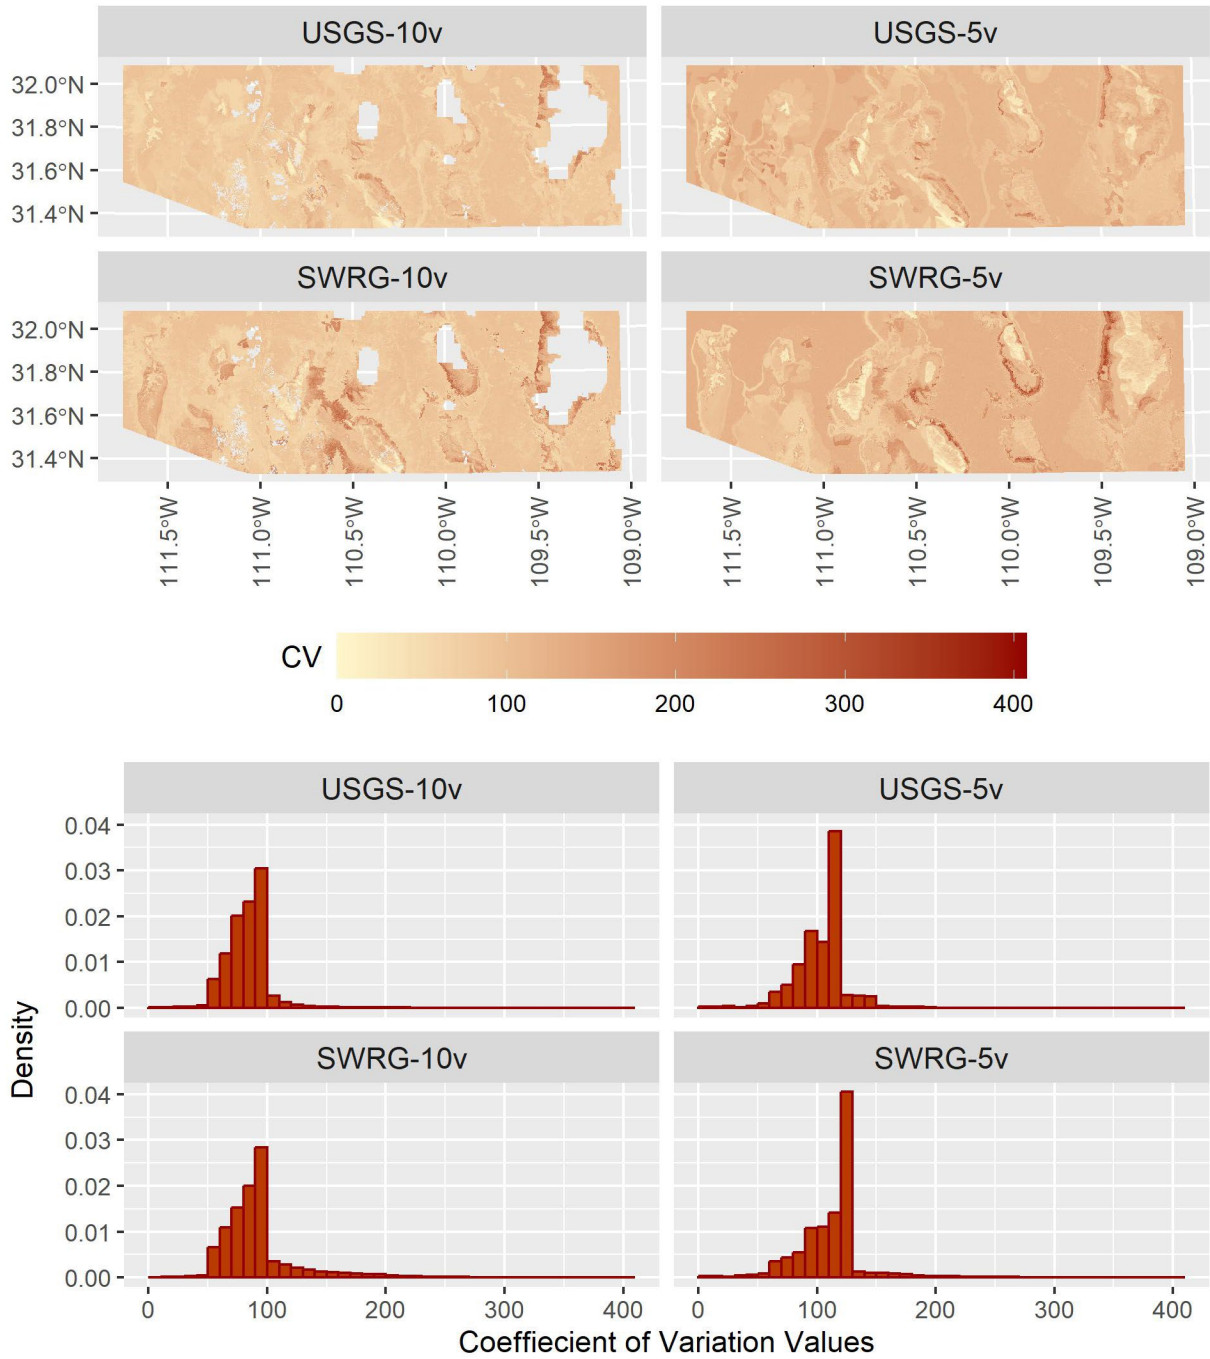 USGS-10v USGS-5v
32.0°N
31.8°N
31.6°N
31.4°N
SWRG-10v SWRG-5v
32.0°N
31.8°N
31.6°N
31.4°N
111.5°W 111.0°W 110.5°W 110.0°W 109.5°W 109.0°W 111.5°W 111.0°W 110.5°W 110.0°W 109.5°W 109.0°W
CV
0 100 200 300 400
USGS-10v USGS-5v
0.04
0.03
0.02
0.01
0.00
SWRG-10v SWRG-5v
0.04
0.03
0.02
0.01
0.00
Density
0 100 200 300 400 0 100 200 300 400
Coeffiecient of Variation Values